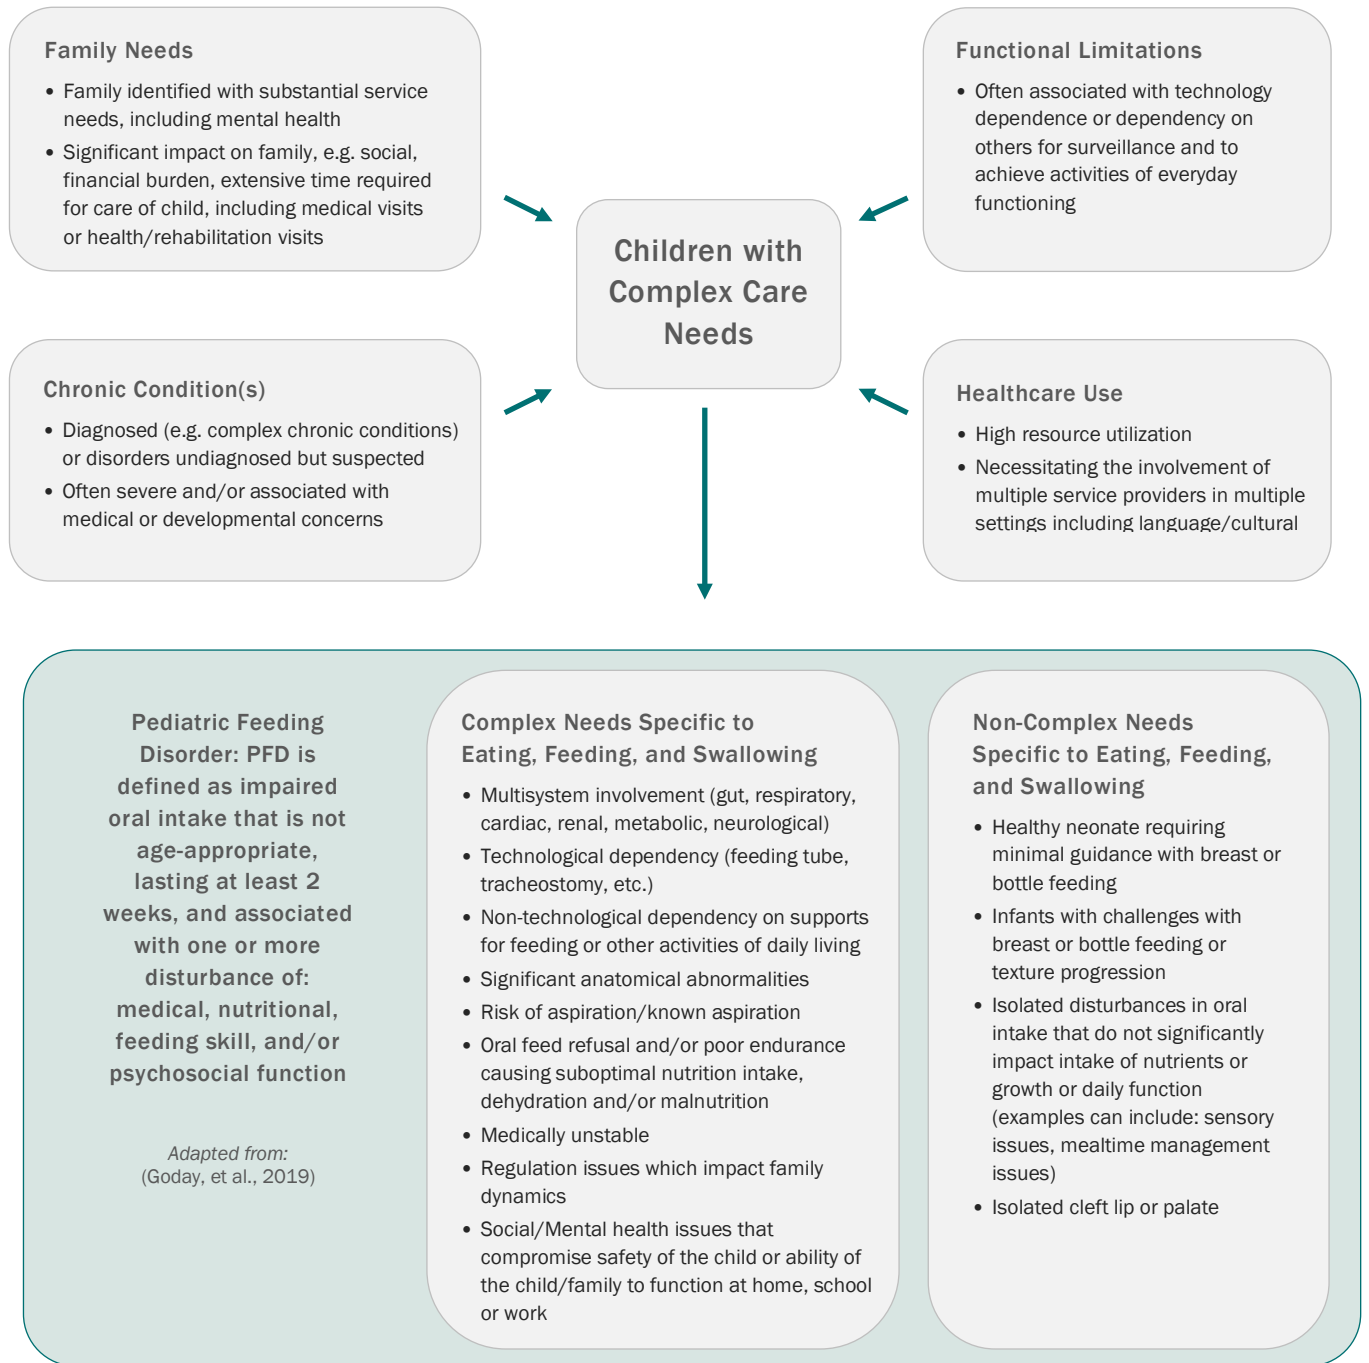 Family Needs
• Family identified with substantial service
needs, including mental health
• Significant impact on family, e.g. social,
financial burden, extensive time required
for care of child, including medical visits
or health/rehabilitation visits
Functional Limitations
• Often associated with technology
dependence or dependency on
others for surveillance and to
achieve activities of everyday
functioning
Children with
Complex Care
Needs
Chronic Condition(s)
• Diagnosed (e.g. complex chronic conditions)
or disorders undiagnosed but suspected
• Often severe and/or associated with
medical or developmental concerns
Healthcare Use
• High resource utilization
• Necessitating the involvement of
multiple service providers in multiple
settings including language/cultural
Pediatric Feeding
Disorder: PFD is
defined as impaired
oral intake that is not
age-appropriate,
lasting at least 2
weeks, and associated
with one or more
disturbance of:
medical, nutritional,
feeding skill, and/or
psychosocial function
Adapted from:
(Goday, et al., 2019)
Complex Needs Specific to
Eating, Feeding, and Swallowing
• Multisystem involvement (gut, respiratory,
cardiac, renal, metabolic, neurological)
• Technological dependency (feeding tube,
tracheostomy, etc.)
• Non-technological dependency on supports
for feeding or other activities of daily living
• Significant anatomical abnormalities
• Risk of aspiration/known aspiration
• Oral feed refusal and/or poor endurance
causing suboptimal nutrition intake,
dehydration and/or malnutrition
• Medically unstable
• Regulation issues which impact family
dynamics
• Social/Mental health issues that
compromise safety of the child or ability of
the child/family to function at home, school
or work
Non-Complex Needs
Specific to Eating, Feeding,
and Swallowing
• Healthy neonate requiring
minimal guidance with breast or
bottle feeding
• Infants with challenges with
breast or bottle feeding or
texture progression
• Isolated disturbances in oral
intake that do not significantly
impact intake of nutrients or
growth or daily function
(examples can include: sensory
issues, mealtime management
issues)
• Isolated cleft lip or palate